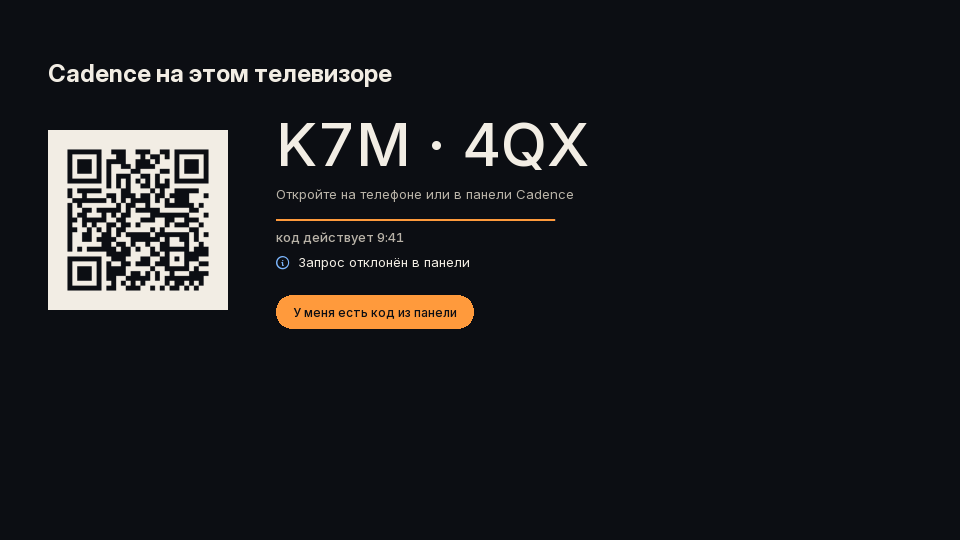 Cadence на этом телевизоре
K7M · 4QX
Откройте на телефоне или в панели Cadence
код действует 9:41
Запрос отклонён в панели
У меня есть код из панели